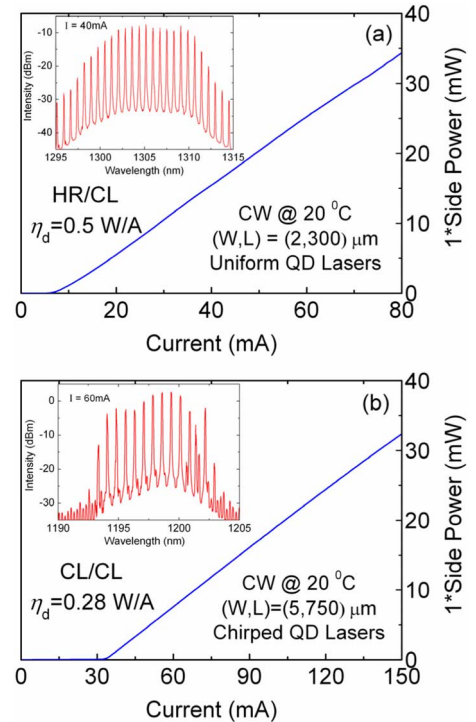 (a)
I = 40mA
-10
-20
-30
-40
Intensity (dBm)
1295 1300 1305 1310 1315
Wavelength (nm)
HR/CL
ηd=0.5 W/A
CW @ 20 ⁰C
(W,L) = (2,300) μm
Uniform QD Lasers
40
30
20
10
0
1*Side Power (mW)
0 20 40 60 80
Current (mA)
(b)
I = 60mA
0
-10
-20
-30
Intensity (dBm)
1190 1195 1200 1205
Wavelength (nm)
CL/CL
ηd=0.28 W/A
CW @ 20 ⁰C
(W,L)=(5,750) μm
Chirped QD Lasers
40
30
20
10
0
1*Side Power (mW)
0 30 60 90 120 150
Current (mA)